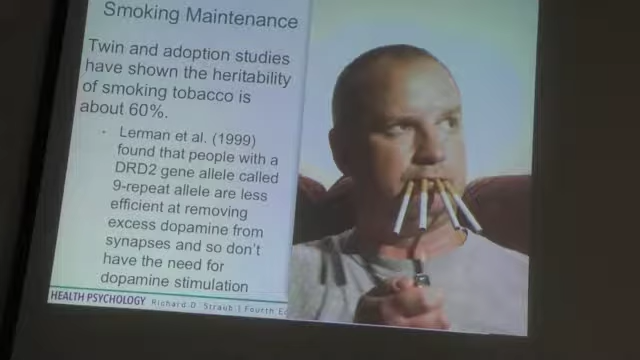 Smoking Maintenance
Twin and adoption studies
have shown the heritability
of smoking tobacco is
about 60%.
• Lerman et al. (1999)
found that people with a
DRD2 gene allele called
9-repeat allele are less
efficient at removing
excess dopamine from
synapses and so don't
have the need for
dopamine stimulation
HEALTH PSYCHOLOGY Richard O. Straub | Fourth Ed